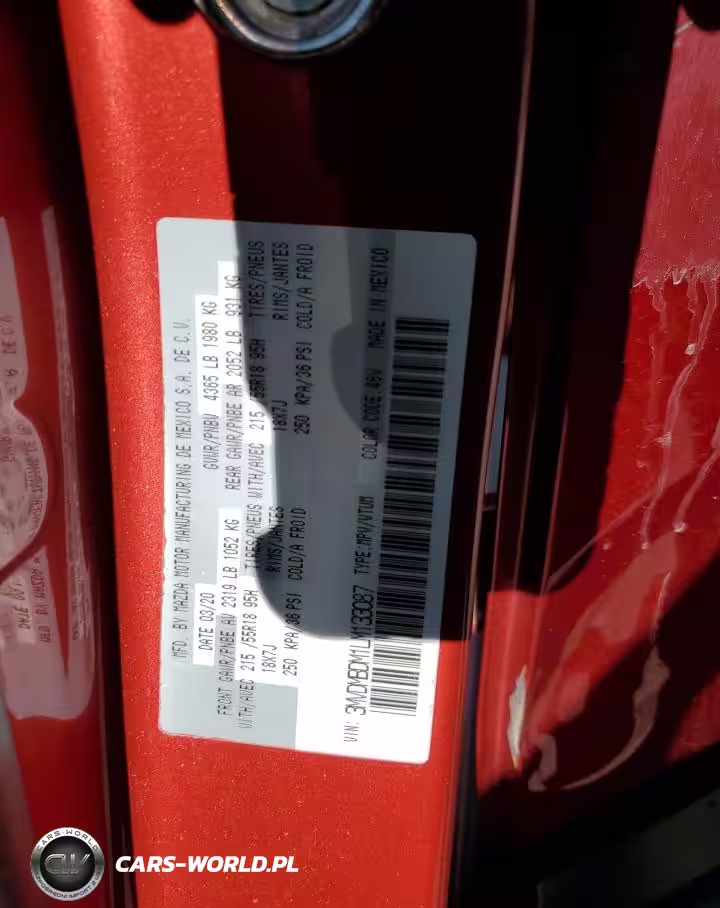 MFD. BY MAZDA MOTOR MANUFACTURING DE MEXICO S.A. DE C.V.
DATE 03/20 GVWR/PNBV 4365 LB 1980 KG
FRONT GAWR/PNBE AV 2319 LB 1052 KG REAR GAWR/PNBE AR 2052 LB 931 KG
WITH/AVEC 215 /55R18 95H TIRES/PNEUS WITH/AVEC 215 /55R18 95H TIRES/PNEUS
18X7J RIMS/JANTES 18X7J RIMS/JANTES
250 KPA/36 PSI COLD/A FROID 250 KPA/36 PSI COLD/A FROID
VIN: 3MVDMBDM1LM133087 TYPE:MPV/VTUM COLOR CODE:46V MADE IN MEXICO
CARS-WORLD
CW
CARS-WORLD.PL